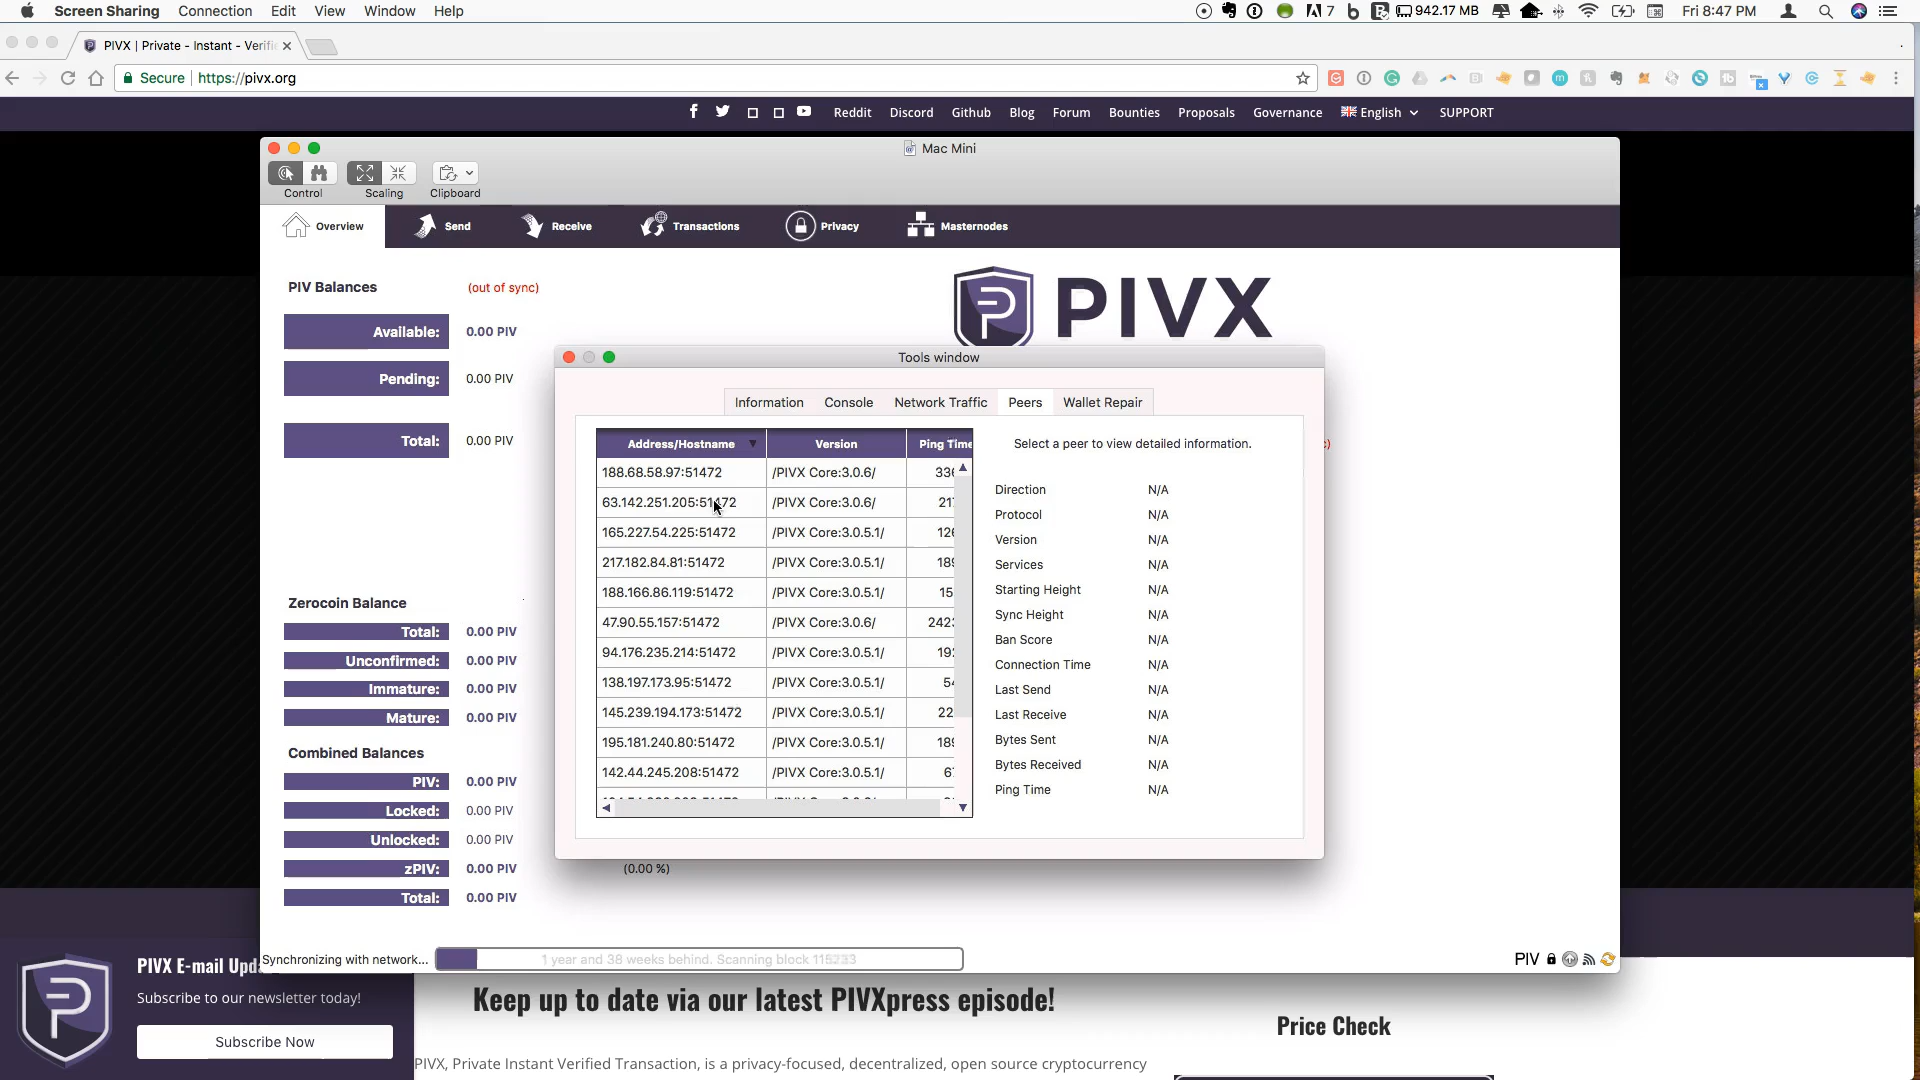 Screen Sharing Connection Edit View Window Help 7 942.17 MB Fri 8:47 PM
PIVX | Private - Instant - Verifi
Secure https://pivx.org
Reddit Discord Github Blog Forum Bounties Proposals Governance English SUPPORT
Mac Mini
Control Scaling Clipboard
Overview Send Receive Transactions Privacy Masternodes
PIV Balances (out of sync)
PIVX
Available: 0.00 PIV
Pending: 0.00 PIV
Total: 0.00 PIV
Zerocoin Balance
Total: 0.00 PIV
Unconfirmed: 0.00 PIV
Immature: 0.00 PIV
Mature: 0.00 PIV
Combined Balances
PIV: 0.00 PIV
Locked: 0.00 PIV
Unlocked: 0.00 PIV
zPIV: 0.00 PIV (0.00 %)
Total: 0.00 PIV
Tools window
Information Console Network Traffic Peers Wallet Repair
Address/Hostname Version Ping Time
188.68.58.97:51472 /PIVX Core:3.0.6/ 336
63.142.251.205:51472 /PIVX Core:3.0.6/ 217
165.227.54.225:51472 /PIVX Core:3.0.5.1/ 126
217.182.84.81:51472 /PIVX Core:3.0.5.1/ 189
188.166.86.119:51472 /PIVX Core:3.0.5.1/ 15
47.90.55.157:51472 /PIVX Core:3.0.6/ 2423
94.176.235.214:51472 /PIVX Core:3.0.5.1/ 192
138.197.173.95:51472 /PIVX Core:3.0.5.1/ 54
145.239.194.173:51472 /PIVX Core:3.0.5.1/ 22
195.181.240.80:51472 /PIVX Core:3.0.5.1/ 189
142.44.245.208:51472 /PIVX Core:3.0.5.1/ 67
Select a peer to view detailed information.
Direction N/A
Protocol N/A
Version N/A
Services N/A
Starting Height N/A
Sync Height N/A
Ban Score N/A
Connection Time N/A
Last Send N/A
Last Receive N/A
Bytes Sent N/A
Bytes Received N/A
Ping Time N/A
Synchronizing with network... 1 year and 38 weeks behind. Scanning block PIV
PIVX E-mail Upda
Subscribe to our newsletter today!
Subscribe Now
Keep up to date via our latest PIVXpress episode!
PIVX, Private Instant Verified Transaction, is a privacy-focused, decentralized, open source cryptocurrency
Price Check